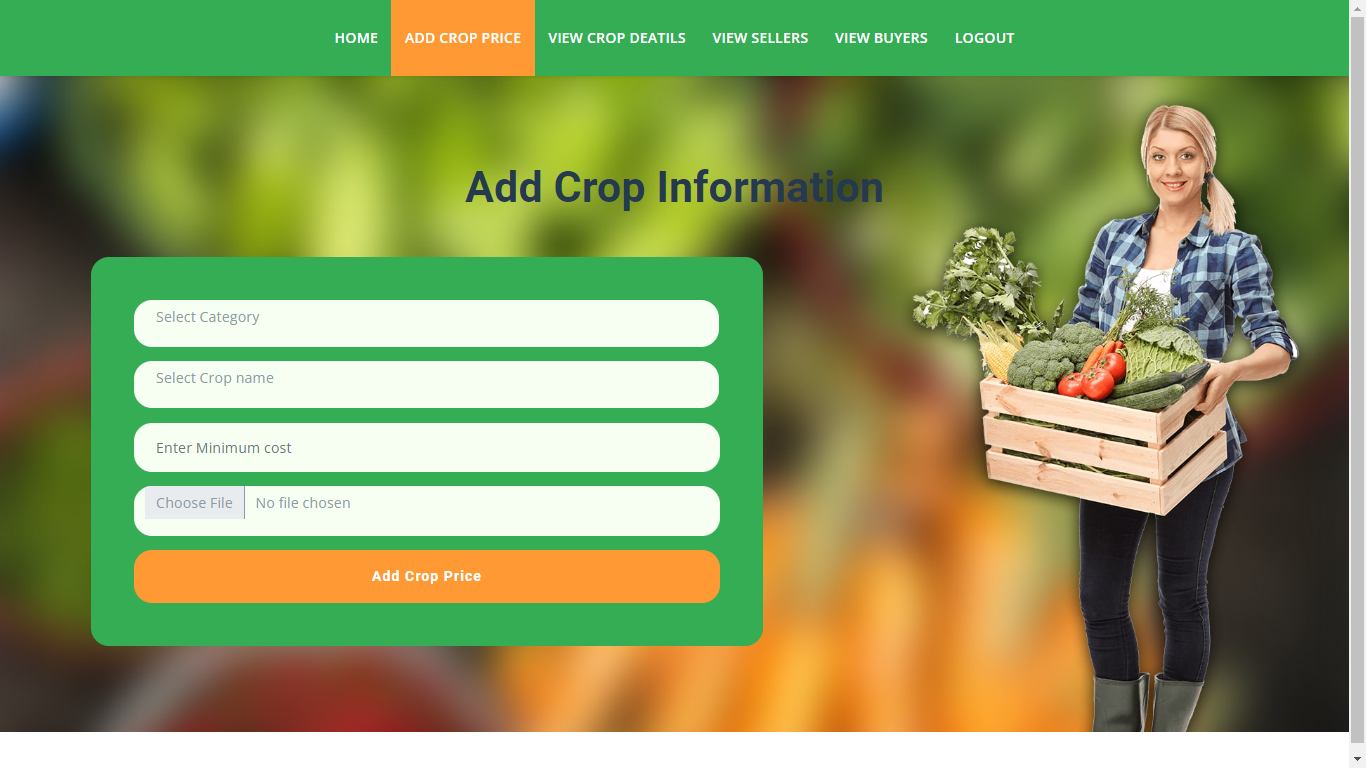 HOME ADD CROP PRICE VIEW CROP DEATILS VIEW SELLERS VIEW BUYERS LOGOUT
Add Crop Information
Select Category
Select Crop name
Enter Minimum cost
Choose File No file chosen
Add Crop Price